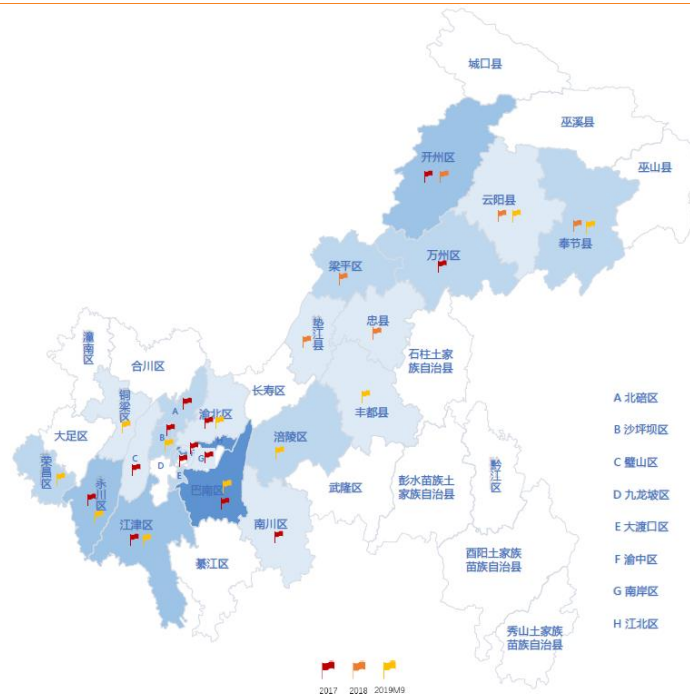 城口县
巫溪县
开州区
巫山县
云阳县
奉节县
万州区
梁平区
忠县
垫江县
潼南区
合川区
石柱土家
族自治县
长寿区
铜梁区
A
渝北区
丰都县
大足区
B
涪陵区
荣昌区
C
D
G
E
永川区
巴南区
武隆区
彭水苗族土
家族自治县
黔江区
江津区
南川区
綦江区
酉阳土家族
苗族自治县
秀山土家族
苗族自治县
A 北碚区
B 沙坪坝区
C 璧山区
D 九龙坡区
E 大渡口区
F 渝中区
G 南岸区
H 江北区
2017 2018 2019M9